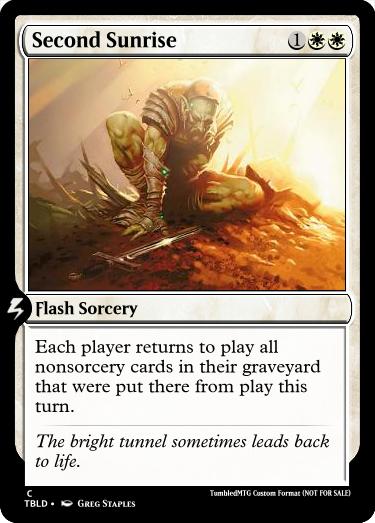 Second Sunrise 1
Flash Sorcery
Each player returns to play all
nonsorcery cards in their graveyard
that were put there from play this
turn.
The bright tunnel sometimes leads back
to life.
C
TBLD • Greg Staples
TumbledMTG Custom Format (NOT FOR SALE)